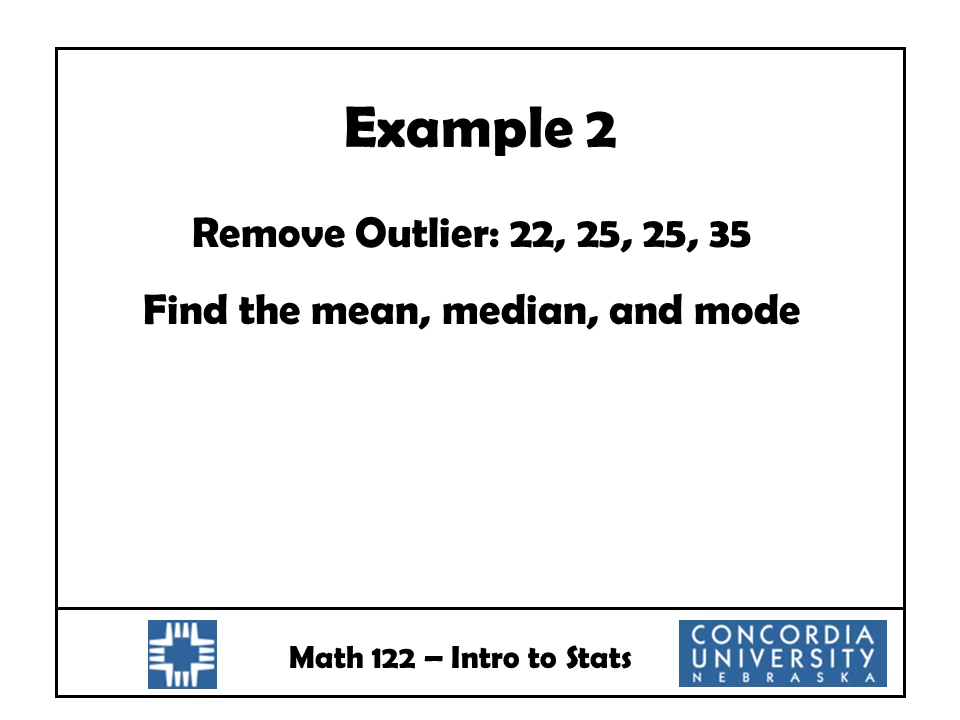 Example 2
Remove Outlier: 22, 25, 25, 35
Find the mean, median, and mode
Math 122 – Intro to Stats
CONCORDIA
UNIVERSITY
NEBRASKA